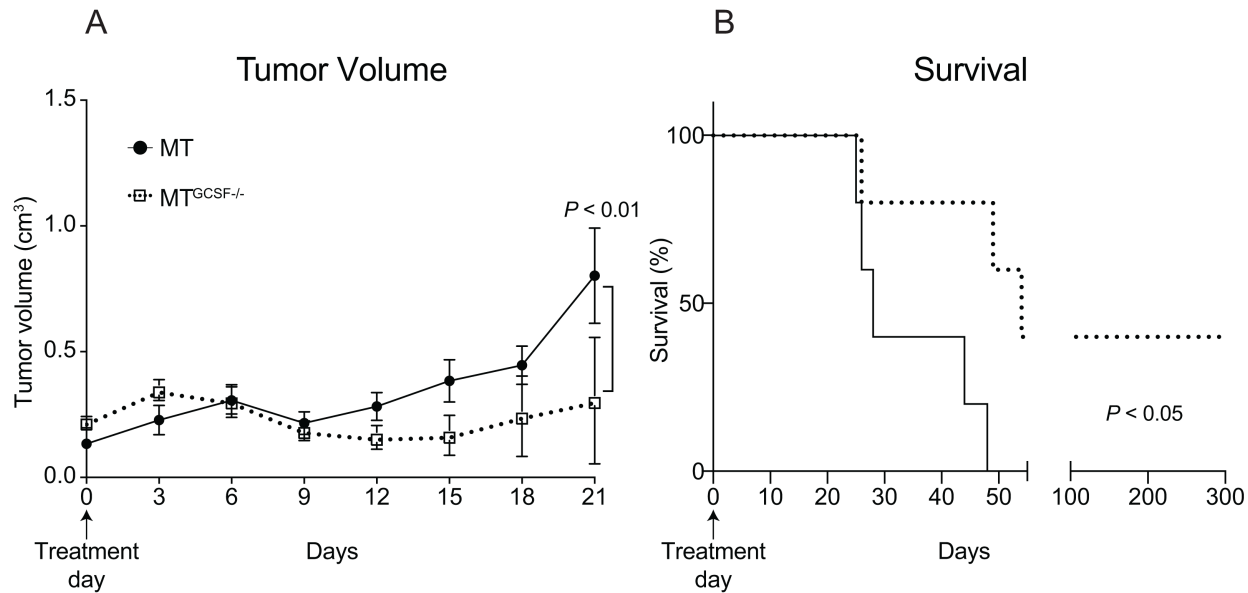 A
Tumor Volume
1.5
1.0
0.5
0.0
Tumor volume (cm³)
MT
MT^GCSF-/-
P < 0.01
0 3 6 9 12 15 18 21
Treatment
day
Days
B
Survival
100
50
0
Survival (%)
P < 0.05
0 10 20 30 40 50 100 200 300
Treatment
day
Days